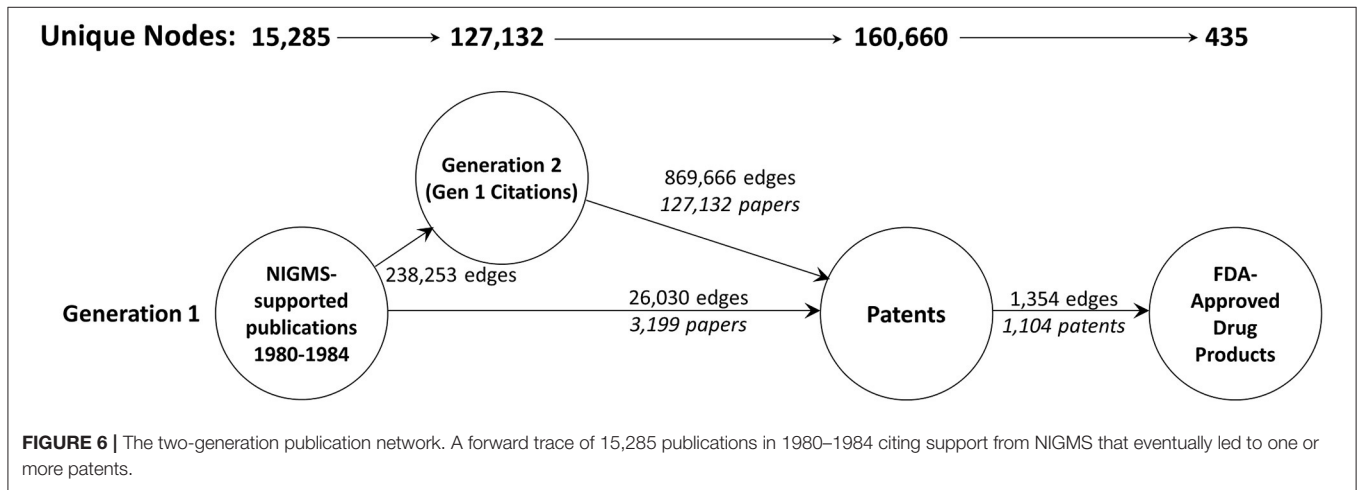 Unique Nodes: 15,285 127,132 160,660 435
Generation 2
(Gen 1 Citations)
869,666 edges
127,132 papers
NIGMS-
supported
publications
1980-1984
238,253 edges
Generation 1
26,030 edges
3,199 papers
Patents
1,354 edges
1,104 patents
FDA-
Approved
Drug
Products
FIGURE 6 | The two-generation publication network. A forward trace of 15,285 publications in 1980–1984 citing support from NIGMS that eventually led to one or
more patents.